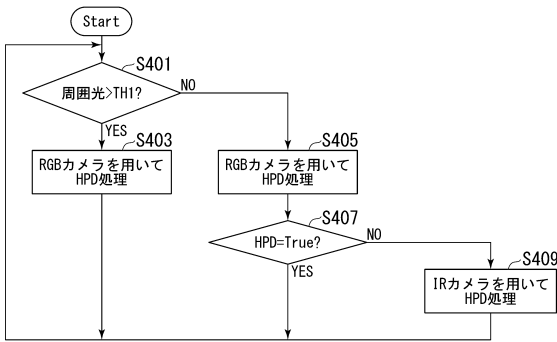 Start
S401
周囲光>TH1?
NO
YES
S403
RGBカメラを用いて
HPD処理
S405
RGBカメラを用いて
HPD処理
S407
HPD=True?
NO
YES
S409
IRカメラを用いて
HPD処理